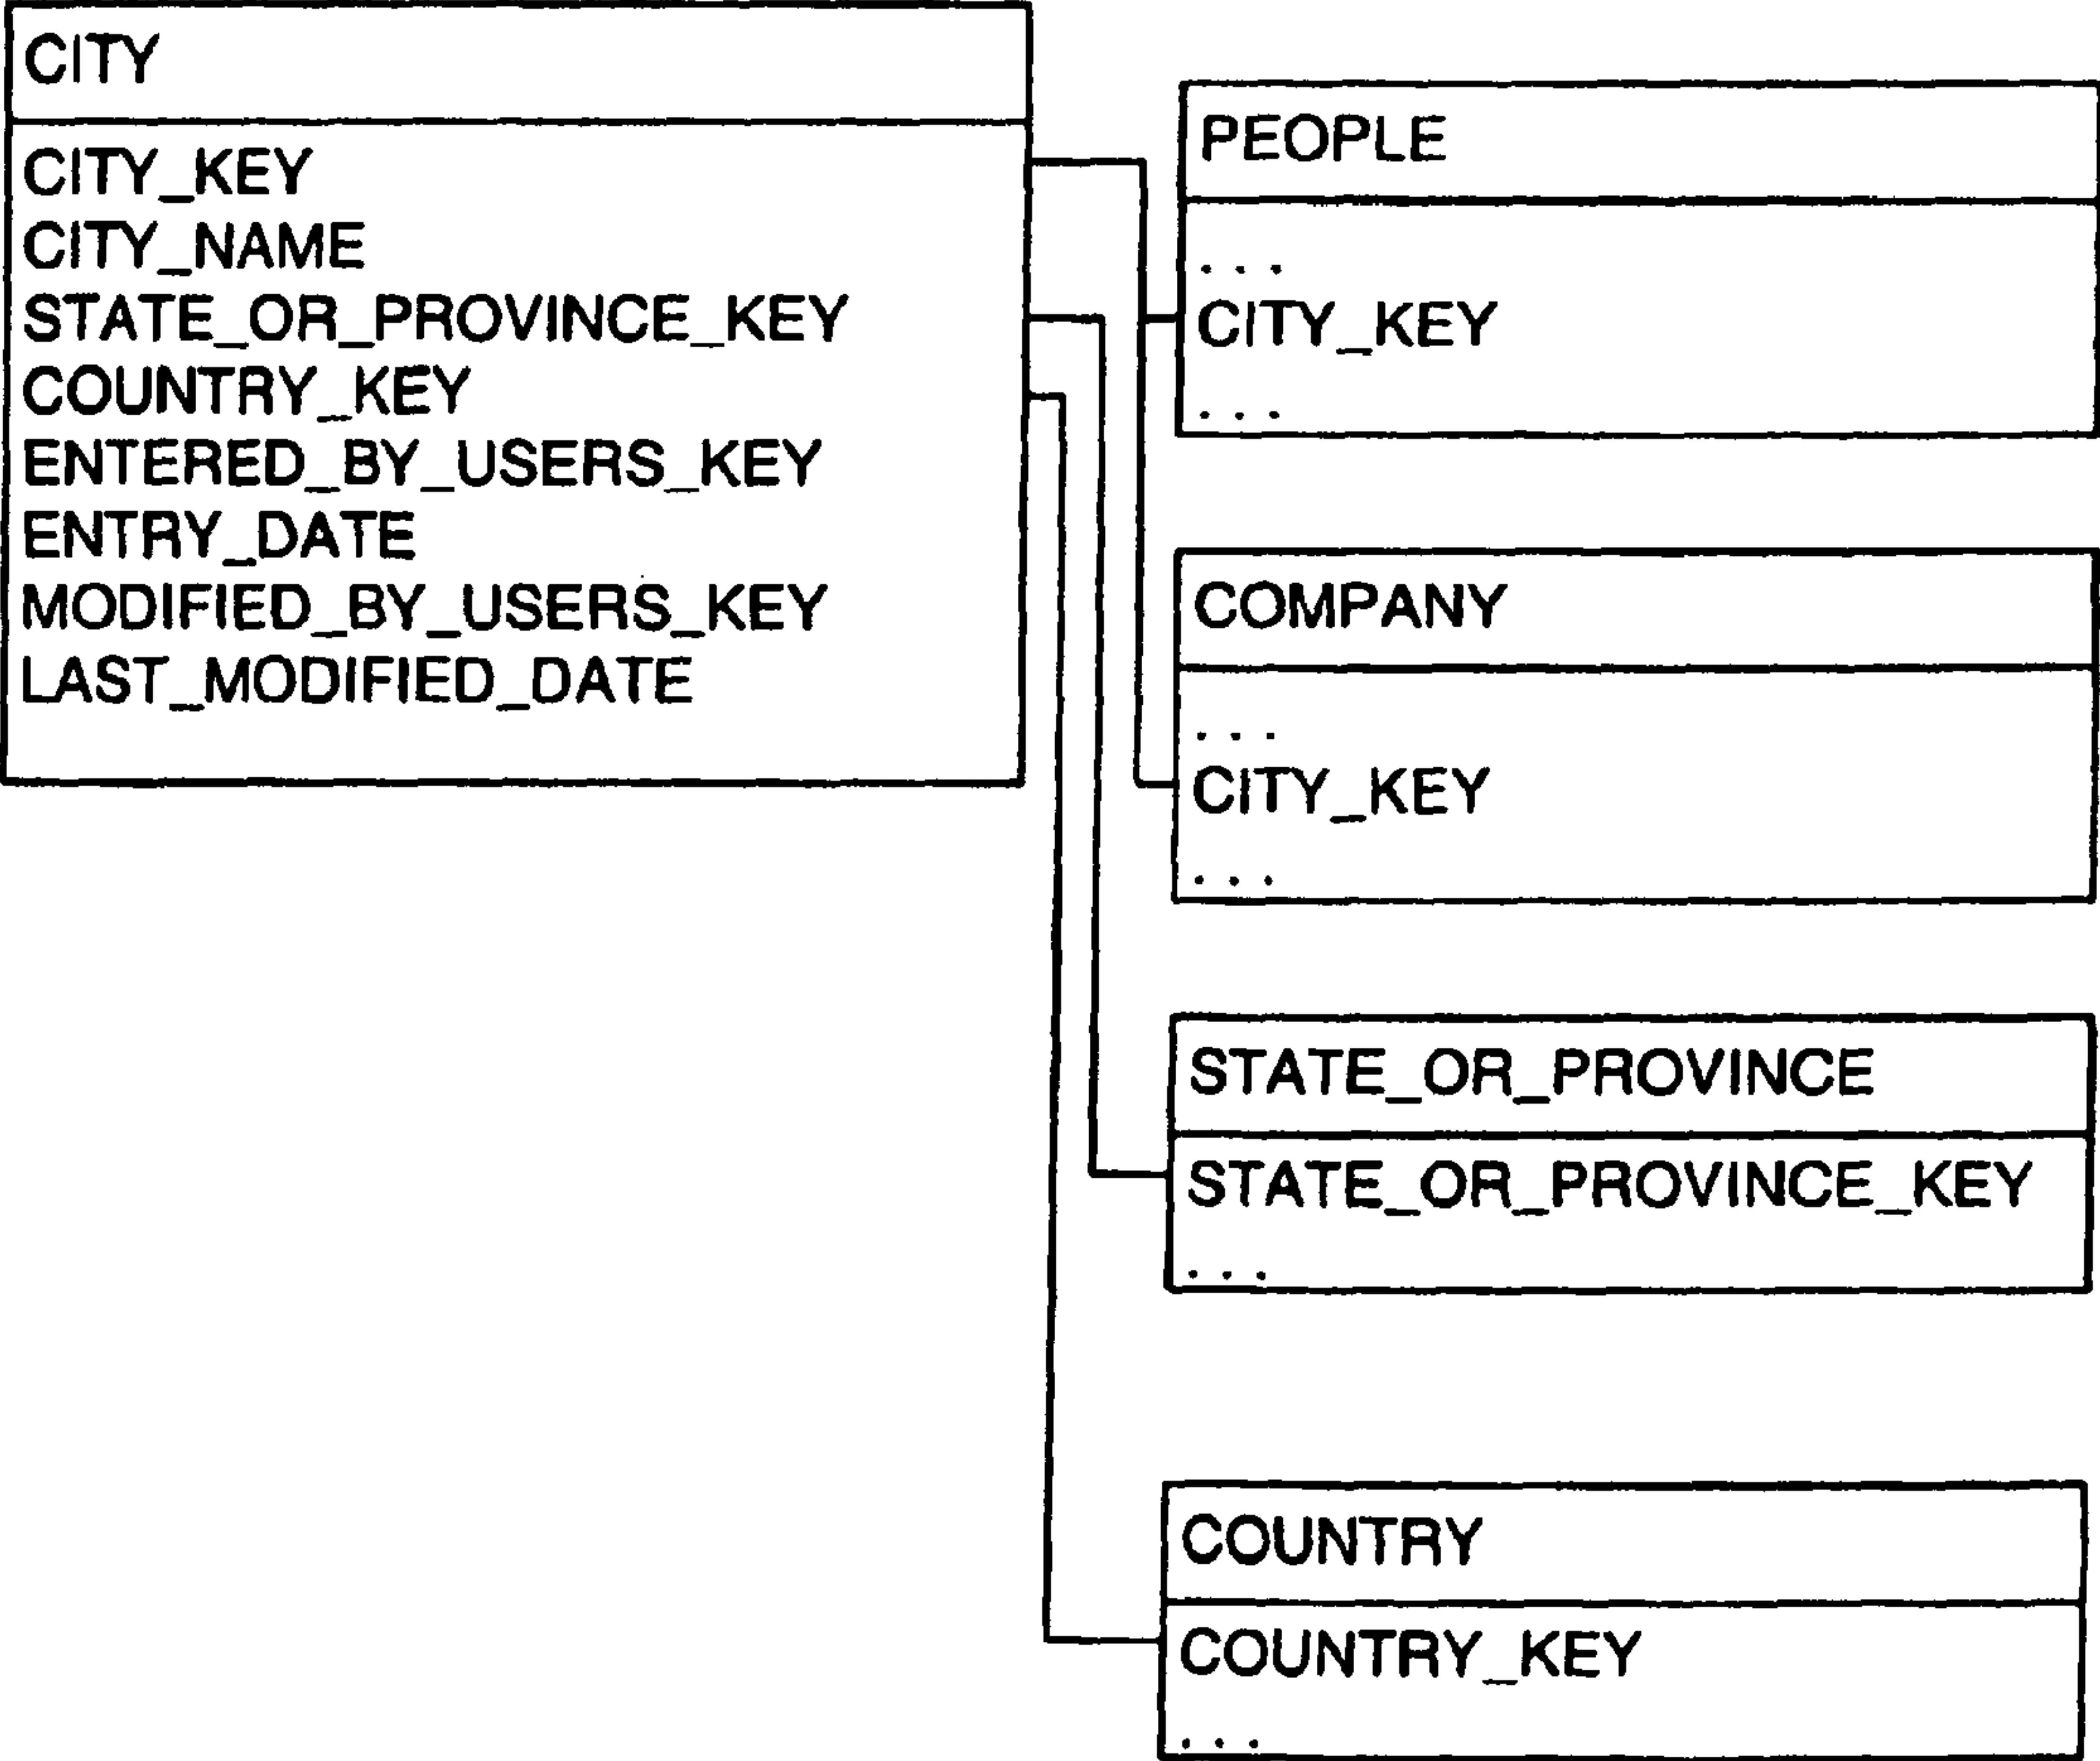 CITY
CITY_KEY
CITY_NAME
STATE_OR_PROVINCE_KEY
COUNTRY_KEY
ENTERED_BY_USERS_KEY
ENTRY_DATE
MODIFIED_BY_USERS_KEY
LAST_MODIFIED_DATE
PEOPLE
. . .
CITY_KEY
. . .
COMPANY
. . .
CITY_KEY
. . .
STATE_OR_PROVINCE
STATE_OR_PROVINCE_KEY
. . .
COUNTRY
COUNTRY_KEY
. . .